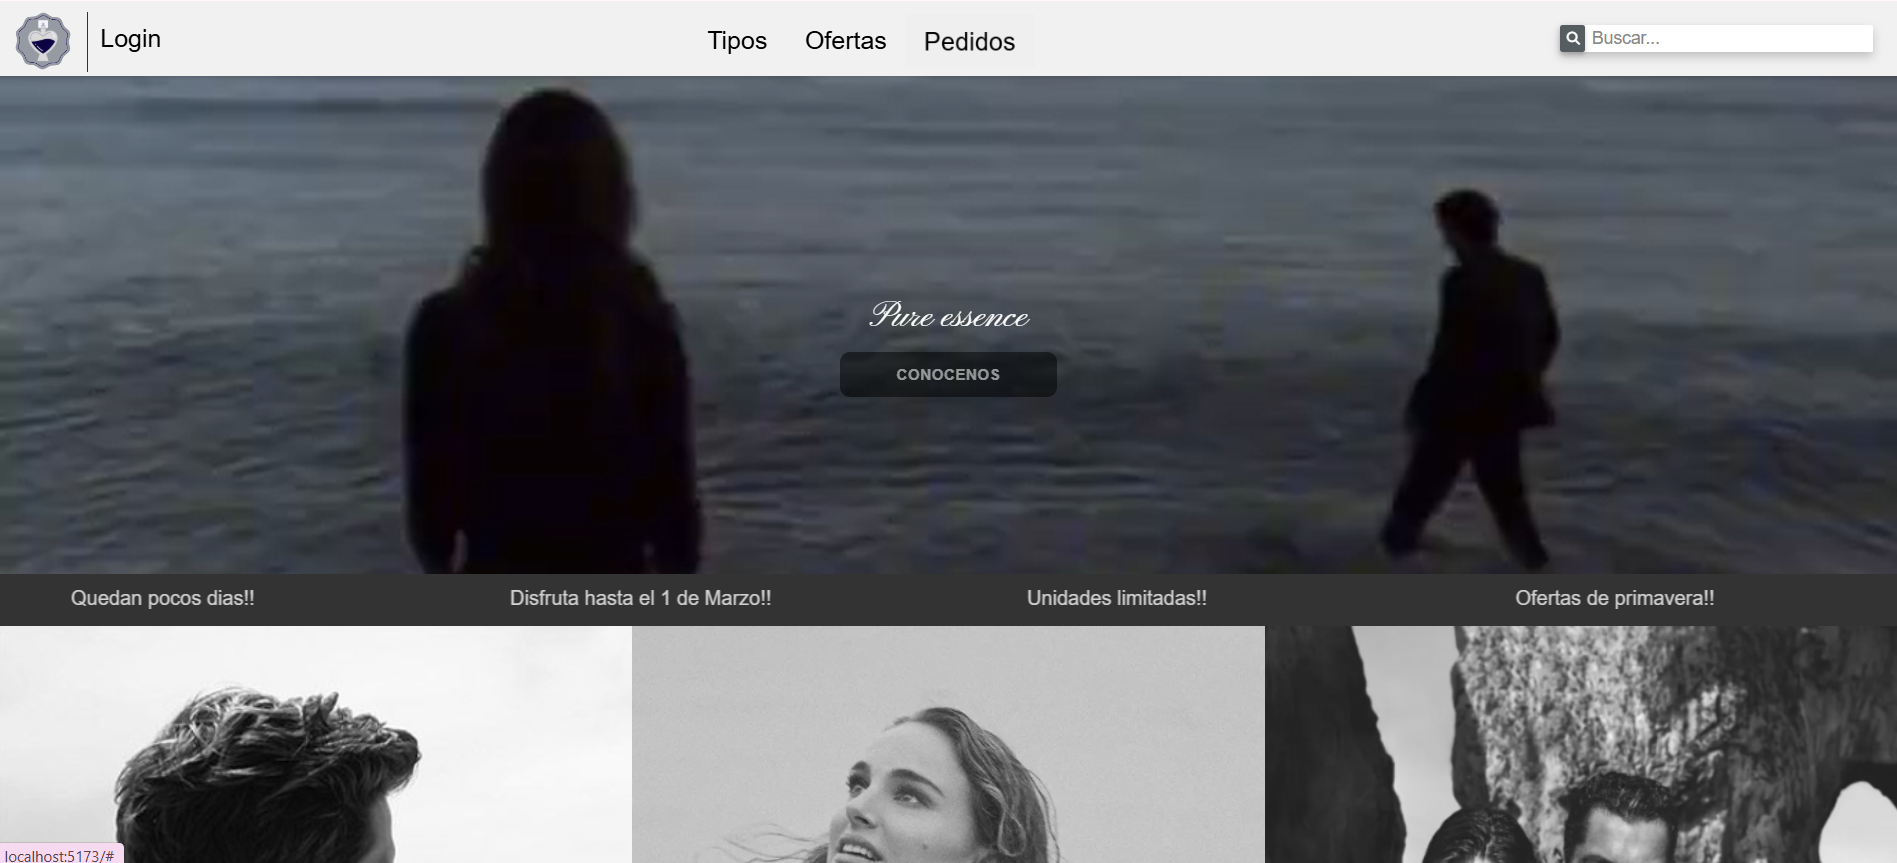 Login
Tipos
Ofertas
Pedidos
Buscar...
Pure essence
CONOCENOS
Quedan pocos dias!!
Disfruta hasta el 1 de Marzo!!
Unidades limitadas!!
Ofertas de primavera!!
localhost:5173/#